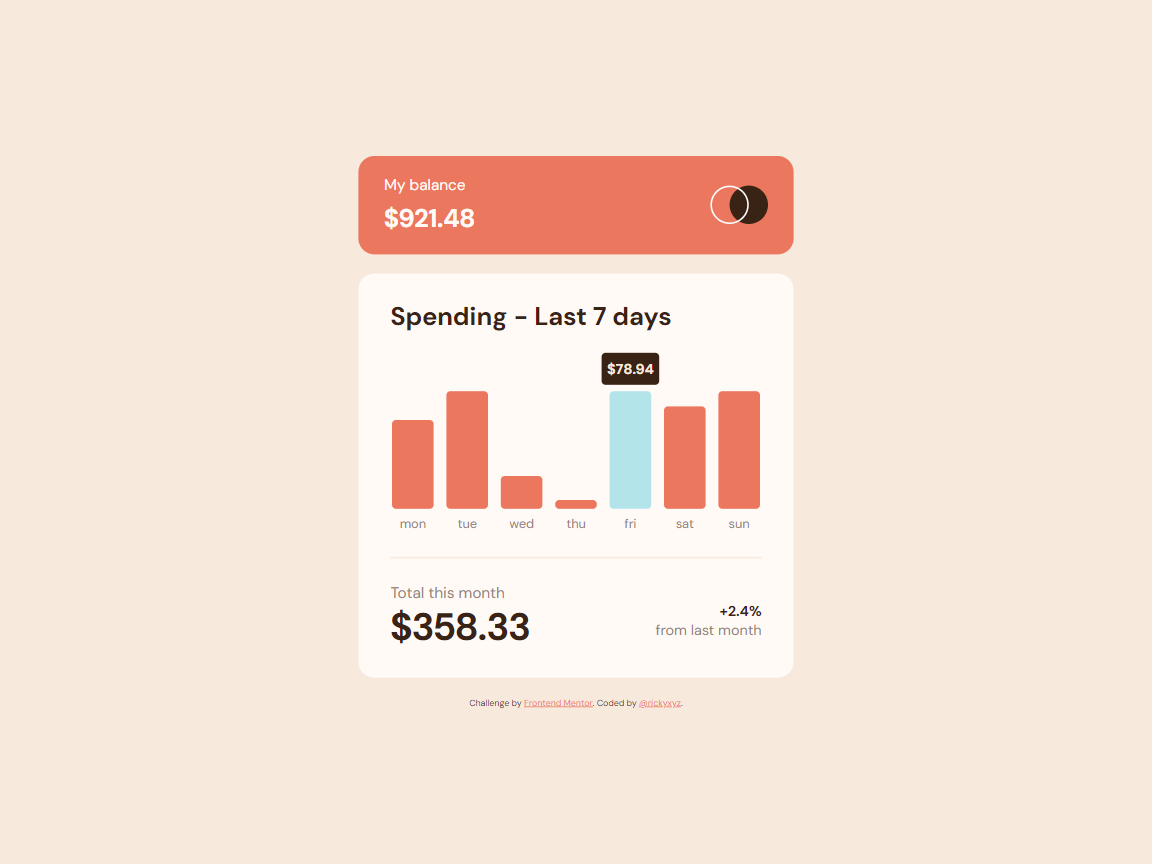 My balance
$921.48
Spending - Last 7 days
$78.94
mon tue wed thu fri sat sun
Total this month
$358.33
+2.4%
from last month
Challenge by Frontend Mentor. Coded by @rickyxyz.